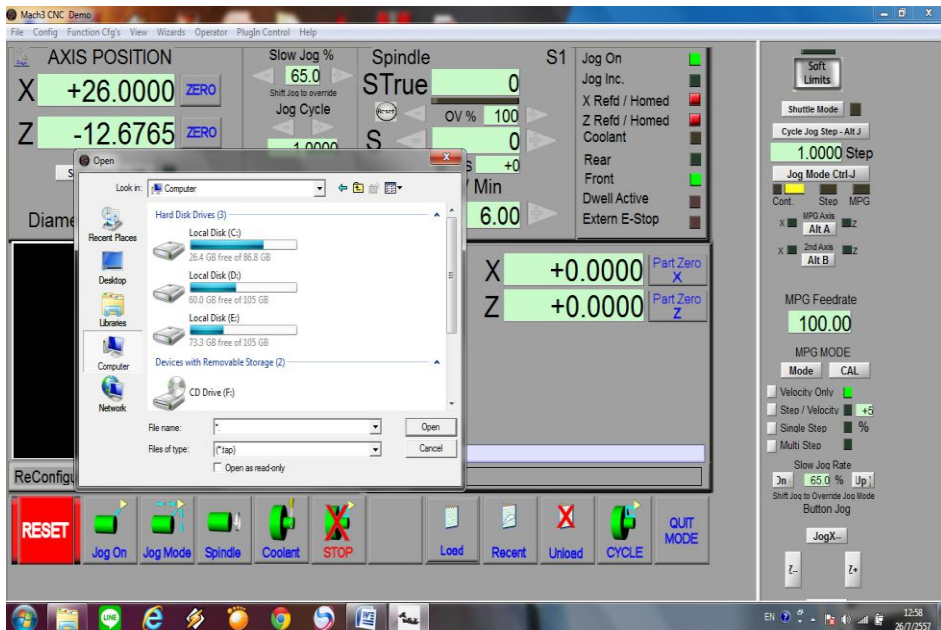 Mach3 CNC Demo
File Config Function Cfg's View Wizards Operator PlugIn Control Help
AXIS POSITION
X +26.0000 ZERO
Z -12.6765 ZERO
Diame
Slow Jog %
65.0
Shift Jog to override
Jog Cycle
1.0000
Spindle S1
STrue 0
Reset OV % 100
S 0
+0
/ Min
6.00
Jog On
Jog Inc.
X Refd / Homed
Z Refd / Homed
Coolant
Rear
Front
Dwell Active
Extern E-Stop
Open
Look in: Computer
Recent Places
Desktop
Libraries
Computer
Network
Hard Disk Drives (3)
Local Disk (C:)
26.4 GB free of 86.8 GB
Local Disk (D:)
60.0 GB free of 105 GB
Local Disk (E:)
73.3 GB free of 105 GB
Devices with Removable Storage (2)
CD Drive (F:)
File name: *. Open
Files of type: (*.tap) Cancel
Open as read-only
X +0.0000 Part Zero X
Z +0.0000 Part Zero Z
ReConfigu
RESET
Jog On
Jog Mode
Spindle
Coolant
STOP
Load
Recent
Unload
CYCLE
QUIT MODE
Soft Limits
Shuttle Mode
Cycle Jog Step - Alt J
1.0000 Step
Jog Mode Ctrl-J
Cont. Step MPG
MPG Axis
X Alt A Z
2nd Axis
X Alt B Z
MPG Feedrate
100.00
MPG MODE
Mode CAL
Velocity Only
Step / Velocity +5
Single Step %
Multi Step
Slow Jog Rate
Dn 65.0 % Up
Shift Jog to Override Jog Mode
Button Jog
JogX--
Z-- Z+
LINE
EN 12:58
26/7/2557